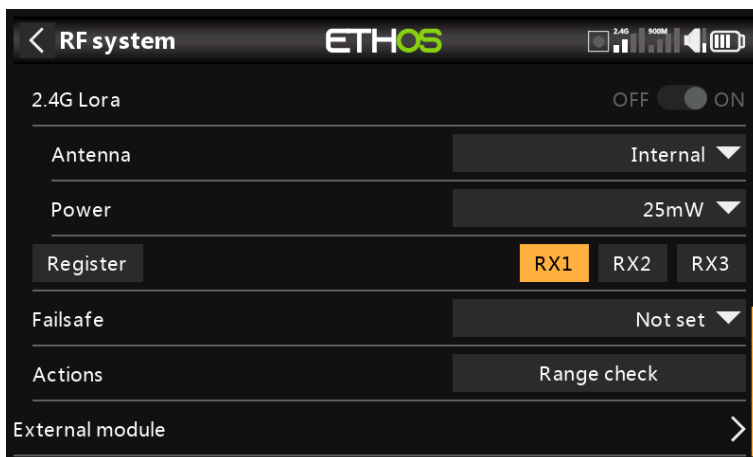 RF system ETHOS 2.4G 900M
2.4G Lora OFF ON
Antenna Internal
Power 25mW
Register RX1 RX2 RX3
Failsafe Not set
Actions Range check
External module